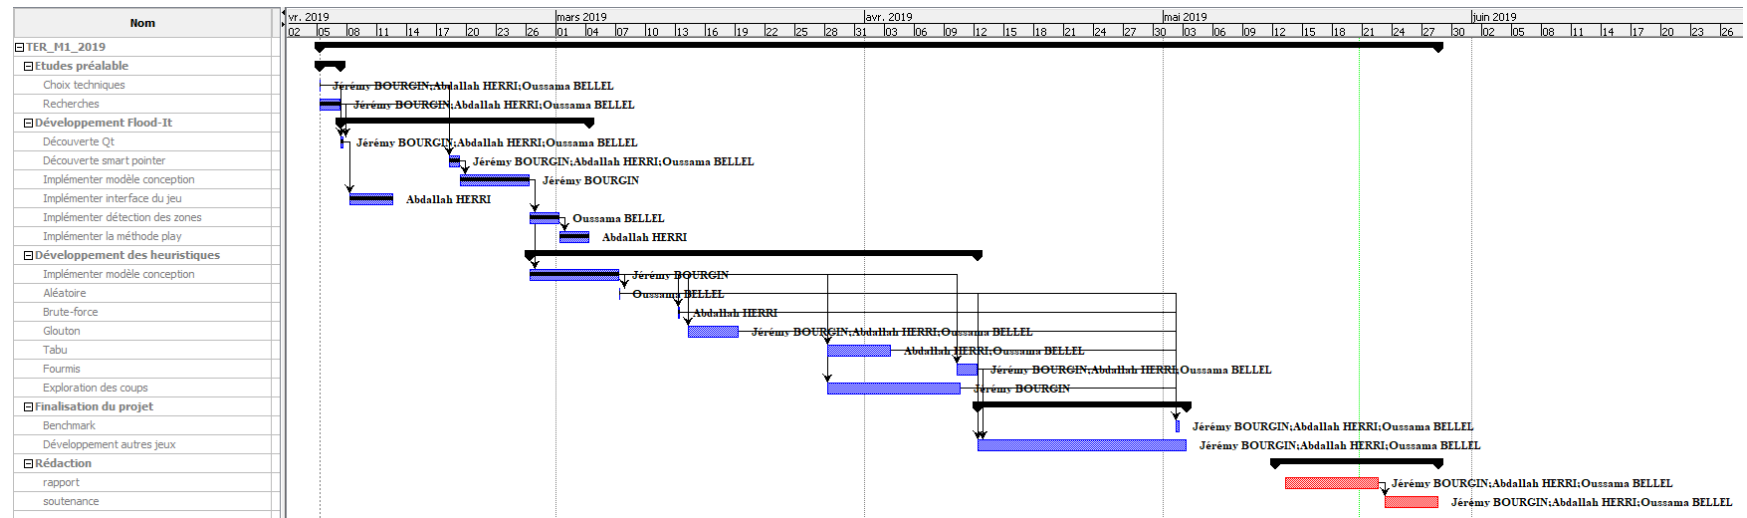 Nom
vr. 2019 mars 2019 avr. 2019 mai 2019 juin 2019
02 05 08 11 14 17 20 23 26 01 04 07 10 13 16 19 22 25 28 31 03 06 09 12 15 18 21 24 27 30 03 06 09 12 15 18 21 24 27 30 02 05 08 11 14 17 20 23 26
TER_M1_2019
Etudes préalable
Choix techniques Jérémy BOURGIN;Abdallah HERRI;Oussama BELLEL
Recherches Jérémy BOURGIN;Abdallah HERRI;Oussama BELLEL
Développement Flood-It
Découverte Qt Jérémy BOURGIN;Abdallah HERRI;Oussama BELLEL
Découverte smart pointer Jérémy BOURGIN;Abdallah HERRI;Oussama BELLEL
Implémenter modèle conception Jérémy BOURGIN
Implémenter interface du jeu Abdallah HERRI
Implémenter détection des zones Oussama BELLEL
Implémenter la méthode play Abdallah HERRI
Développement des heuristiques
Implémenter modèle conception Jérémy BOURGIN
Aléatoire Oussama BELLEL
Brute-force Abdallah HERRI
Glouton Jérémy BOURGIN;Abdallah HERRI;Oussama BELLEL
Tabu Abdallah HERRI;Oussama BELLEL
Fourmis Jérémy BOURGIN;Abdallah HERRI;Oussama BELLEL
Exploration des coups Jérémy BOURGIN
Finalisation du projet
Benchmark Jérémy BOURGIN;Abdallah HERRI;Oussama BELLEL
Développement autres jeux Jérémy BOURGIN;Abdallah HERRI;Oussama BELLEL
Rédaction
rapport Jérémy BOURGIN;Abdallah HERRI;Oussama BELLEL
soutenance Jérémy BOURGIN;Abdallah HERRI;Oussama BELLEL